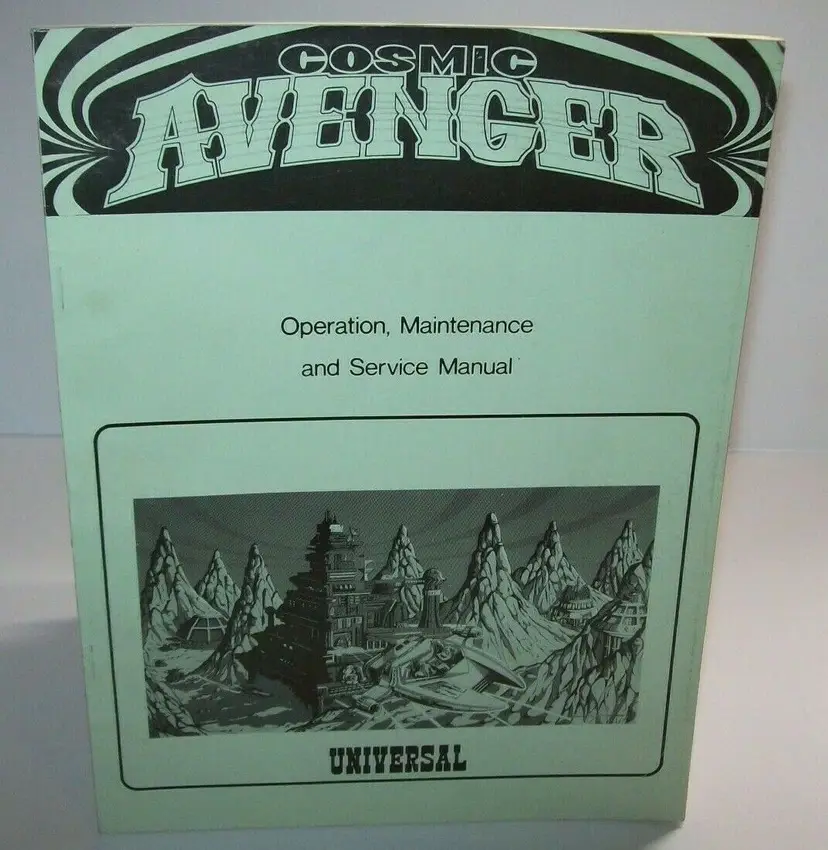 COSMIC
AVENGER
Operation, Maintenance
and Service Manual
UNIVERSAL